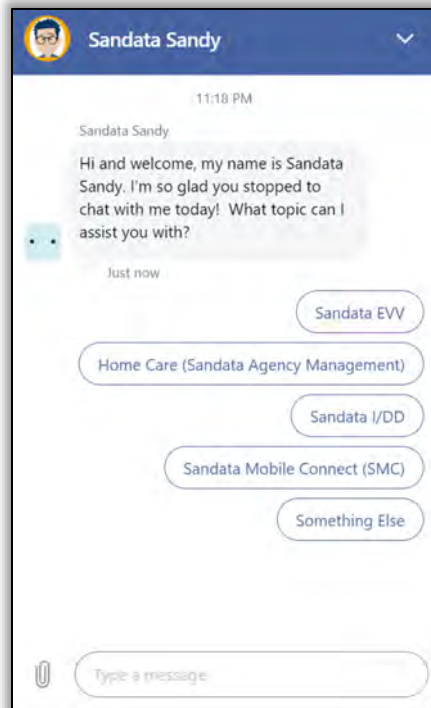 Sandata Sandy
11:18 PM
Sandata Sandy
Hi and welcome, my name is Sandata
Sandy. I'm so glad you stopped to
chat with me today!  What topic can I
assist you with?
Just now
Sandata EVV
Home Care (Sandata Agency Management)
Sandata I/DD
Sandata Mobile Connect (SMC)
Something Else
Type a message